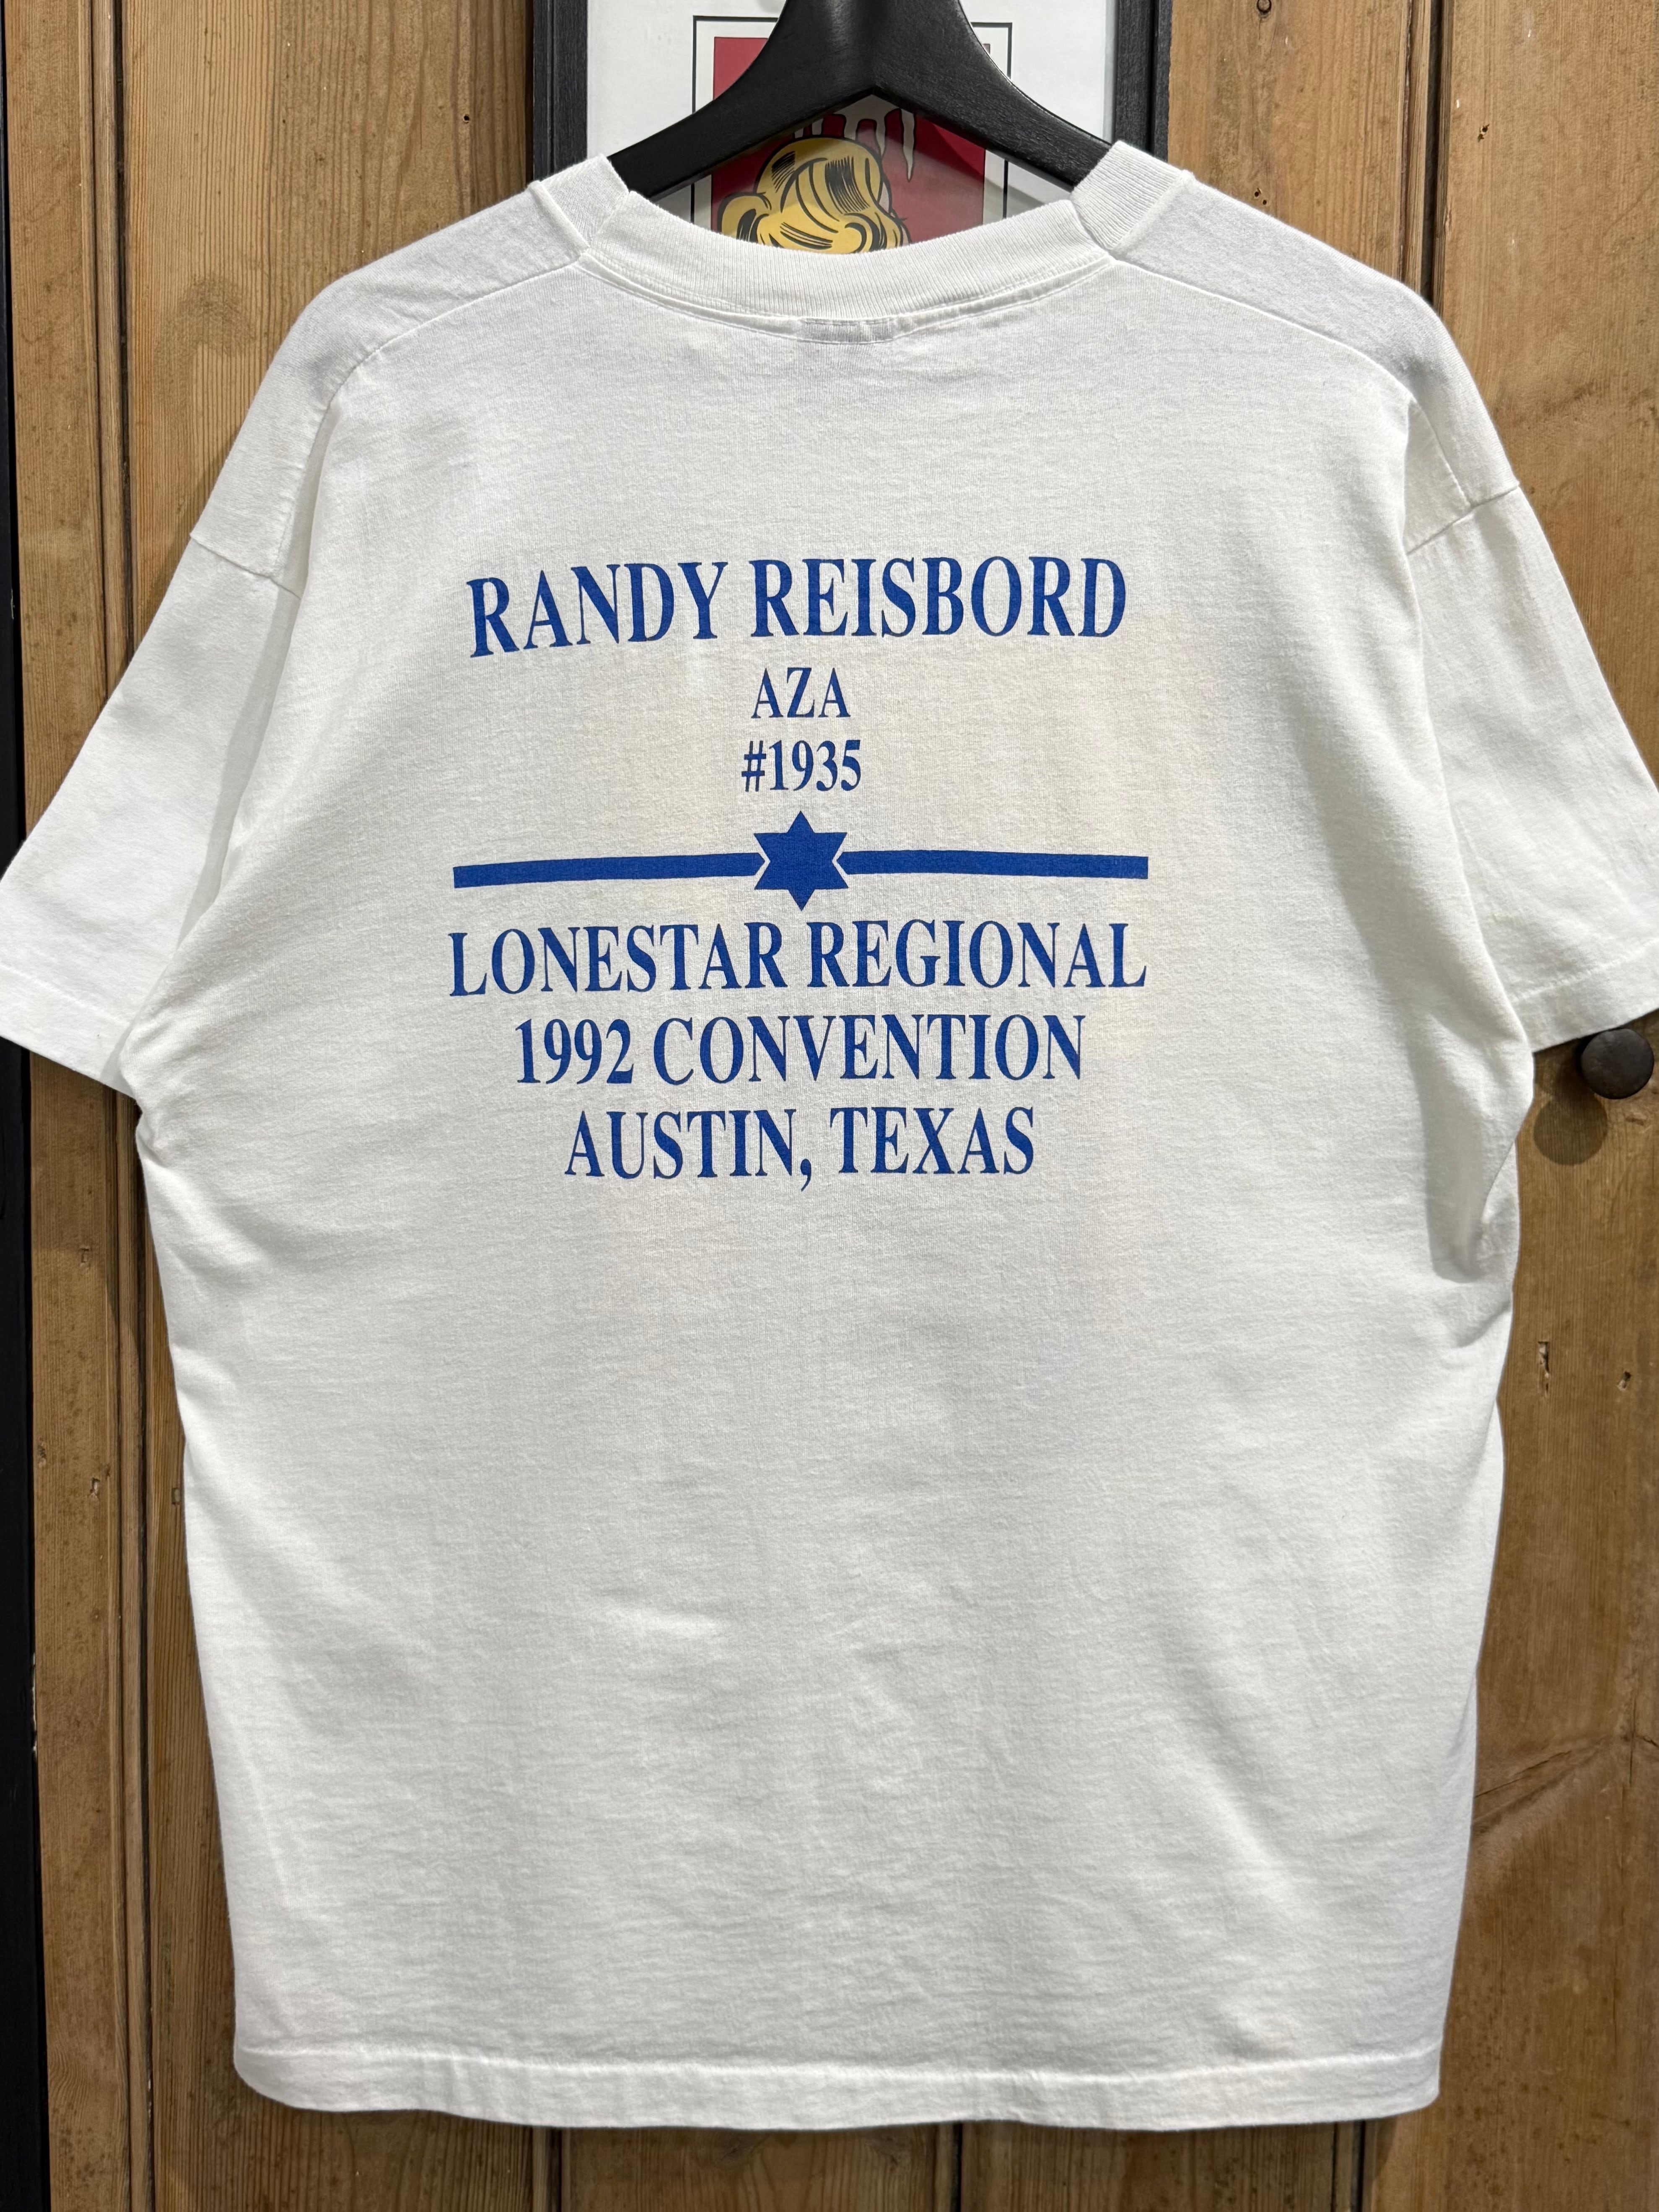 RANDY REISBORD
AZA
#1935
LONESTAR REGIONAL
1992 CONVENTION
AUSTIN, TEXAS